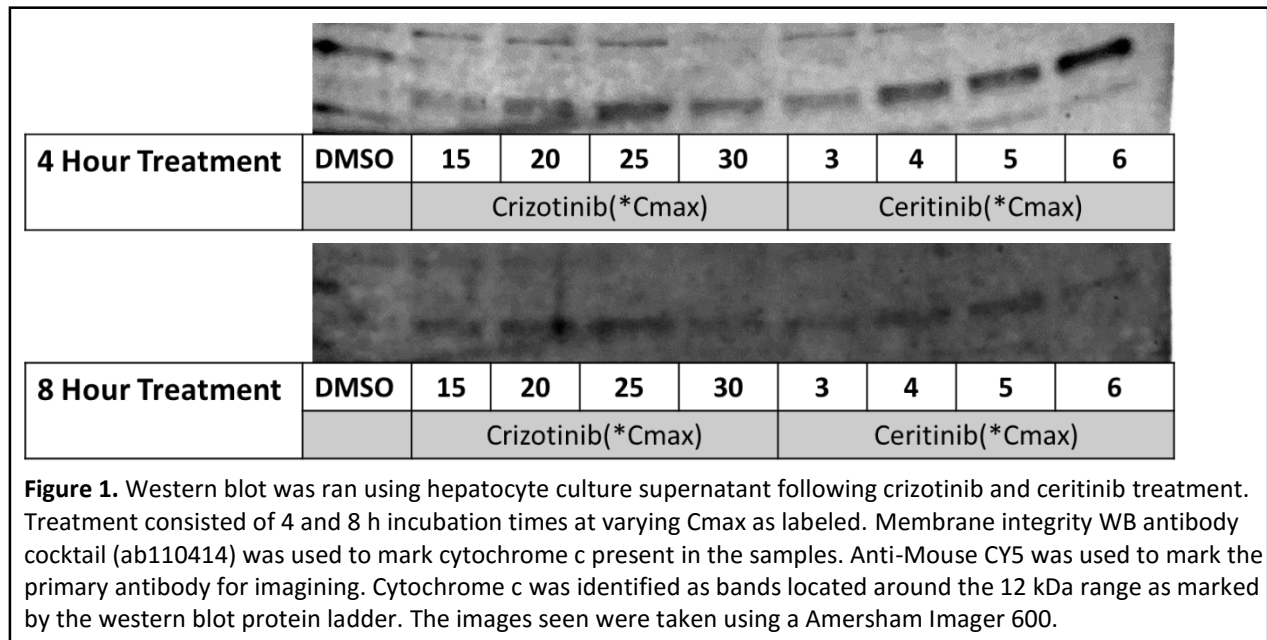 4 Hour Treatment DMSO 15 20 25 30 3 4 5 6
Crizotinib(*Cmax) Ceritinib(*Cmax)
8 Hour Treatment DMSO 15 20 25 30 3 4 5 6
Crizotinib(*Cmax) Ceritinib(*Cmax)
Figure 1. Western blot was ran using hepatocyte culture supernatant following crizotinib and ceritinib treatment.
Treatment consisted of 4 and 8 h incubation times at varying Cmax as labeled. Membrane integrity WB antibody
cocktail (ab110414) was used to mark cytochrome c present in the samples. Anti-Mouse CY5 was used to mark the
primary antibody for imagining. Cytochrome c was identified as bands located around the 12 kDa range as marked
by the western blot protein ladder. The images seen were taken using a Amersham Imager 600.